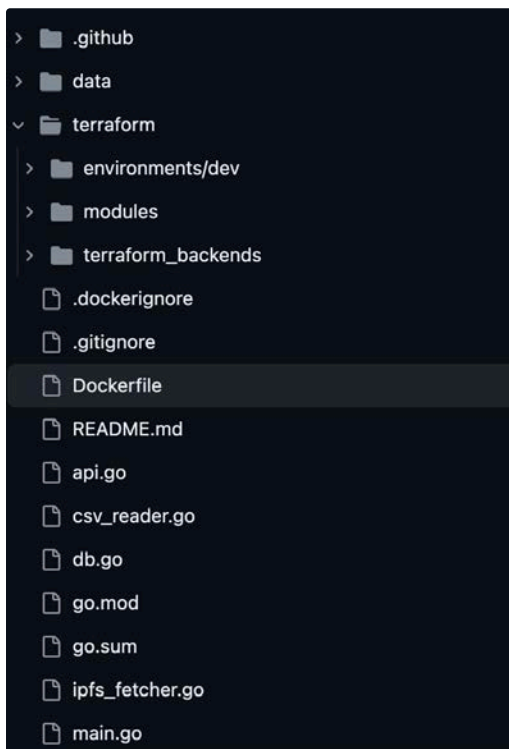 .github
data
terraform
environments/dev
modules
terraform_backends
.dockerignore
.gitignore
Dockerfile
README.md
api.go
csv_reader.go
db.go
go.mod
go.sum
ipfs_fetcher.go
main.go